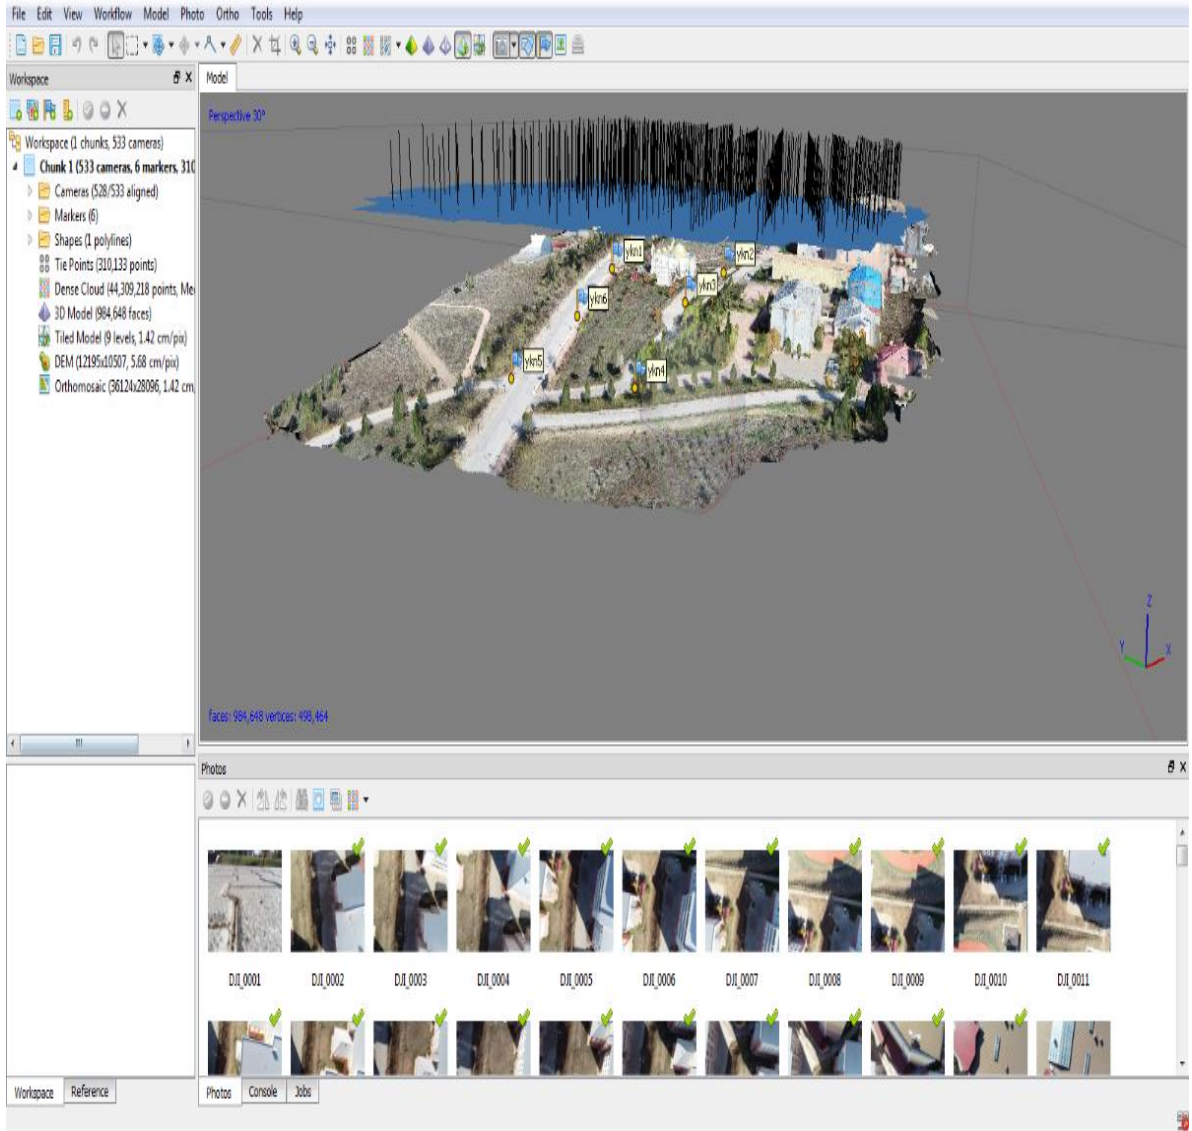 File Edit View Workflow Model Photo Ortho Tools Help
Workspace
Model
Workspace (1 chunks, 533 cameras)
Chunk 1 (533 cameras, 6 markers, 310
Cameras (528/533 aligned)
Markers (6)
Shapes (1 polylines)
Tie Points (310,133 points)
Dense Cloud (44,309,218 points, Me
3D Model (984,648 faces)
Tiled Model (9 levels, 1.42 cm/pix)
DEM (12195x10507, 5.68 cm/pix)
Orthomosaic (36124x28096, 1.42 cm,
Perspective 30°
ykn1
ykn2
ykn3
ykn6
ykn5
ykn4
Z
Y
X
faces: 984,648 vertices: 498,464
Photos
DJI_0001 DJI_0002 DJI_0003 DJI_0004 DJI_0005 DJI_0006 DJI_0007 DJI_0008 DJI_0009 DJI_0010 DJI_0011
Workspace Reference
Photos Console Jobs